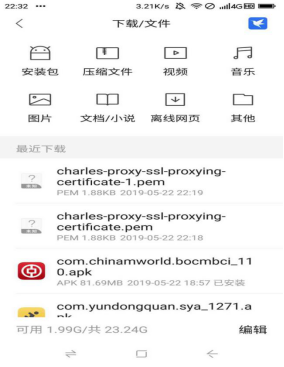 22:32 ... 3.21K/s 4G HD
下载/文件
安装包 压缩文件 视频 音乐
图片 文档/小说 离线网页 其他
最近下载
charles-proxy-ssl-proxying-
certificate-1.pem
PEM 1.88KB 2019-05-22 22:19
charles-proxy-ssl-proxying-
certificate.pem
PEM 1.88KB 2019-05-22 22:18
com.chinamworld.bocmbci_11
0.apk
APK 81.69MB 2019-05-22 18:57 已安装
com.yundongquan.sya_1271.a
pk
可用 1.99G/共 23.24G 编辑